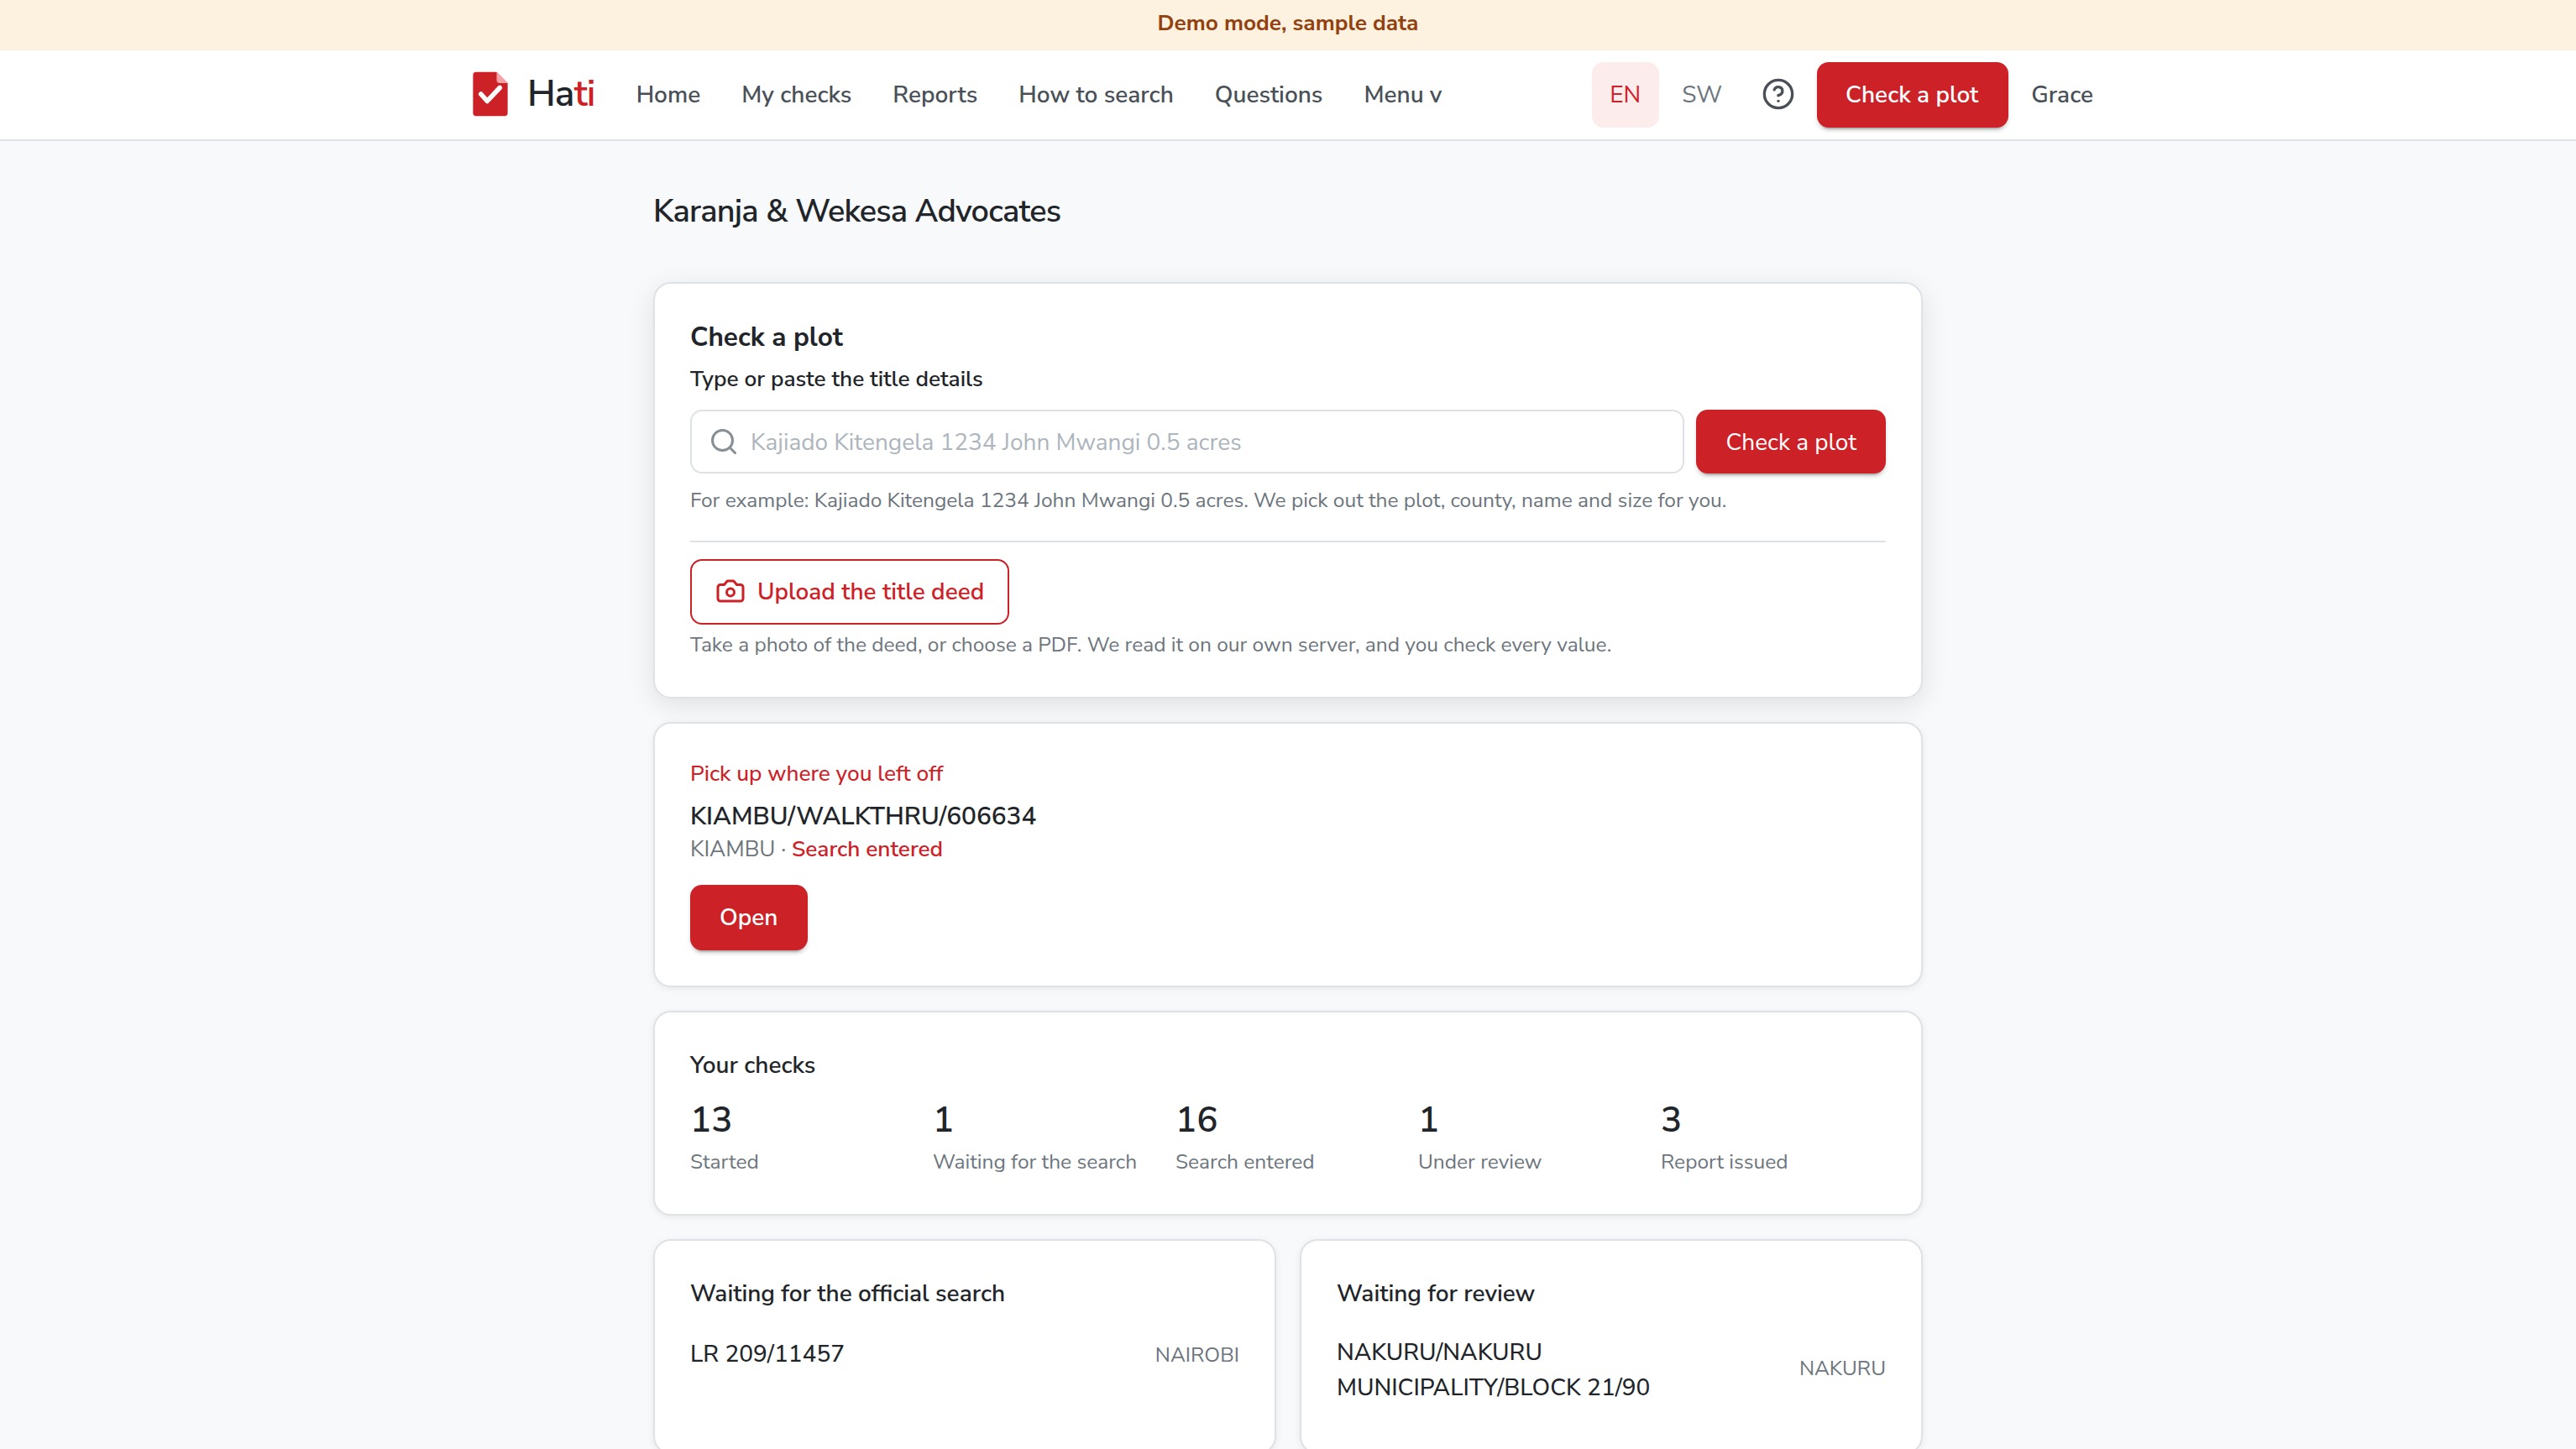 Demo mode, sample data
Hati Home My checks Reports How to search Questions Menu v EN SW Check a plot Grace
Karanja & Wekesa Advocates
Check a plot
Type or paste the title details
Kajiado Kitengela 1234 John Mwangi 0.5 acres Check a plot
For example: Kajiado Kitengela 1234 John Mwangi 0.5 acres. We pick out the plot, county, name and size for you.
Upload the title deed
Take a photo of the deed, or choose a PDF. We read it on our own server, and you check every value.
Pick up where you left off
KIAMBU/WALKTHRU/606634
KIAMBU · Search entered
Open
Your checks
13 1 16 1 3
Started Waiting for the search Search entered Under review Report issued
Waiting for the official search
LR 209/11457 NAIROBI
Waiting for review
NAKURU/NAKURU
MUNICIPALITY/BLOCK 21/90 NAKURU